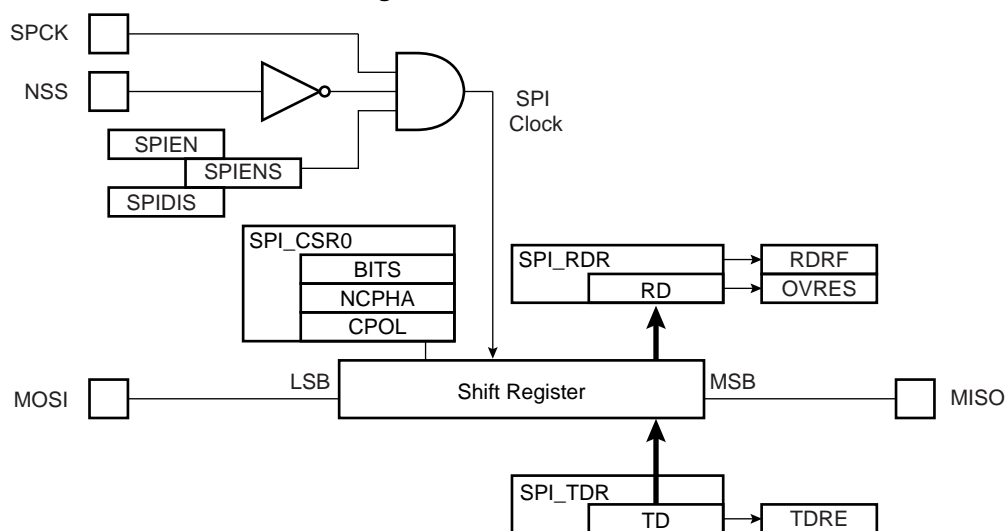 SPCK
NSS
SPI
Clock
SPIEN
SPIENS
SPIDIS
SPI_CSR0
BITS
NCPHA
CPOL
SPI_RDR
RD
RDRF
OVRES
MOSI
LSB
Shift Register
MSB
MISO
SPI_TDR
TD
TDRE